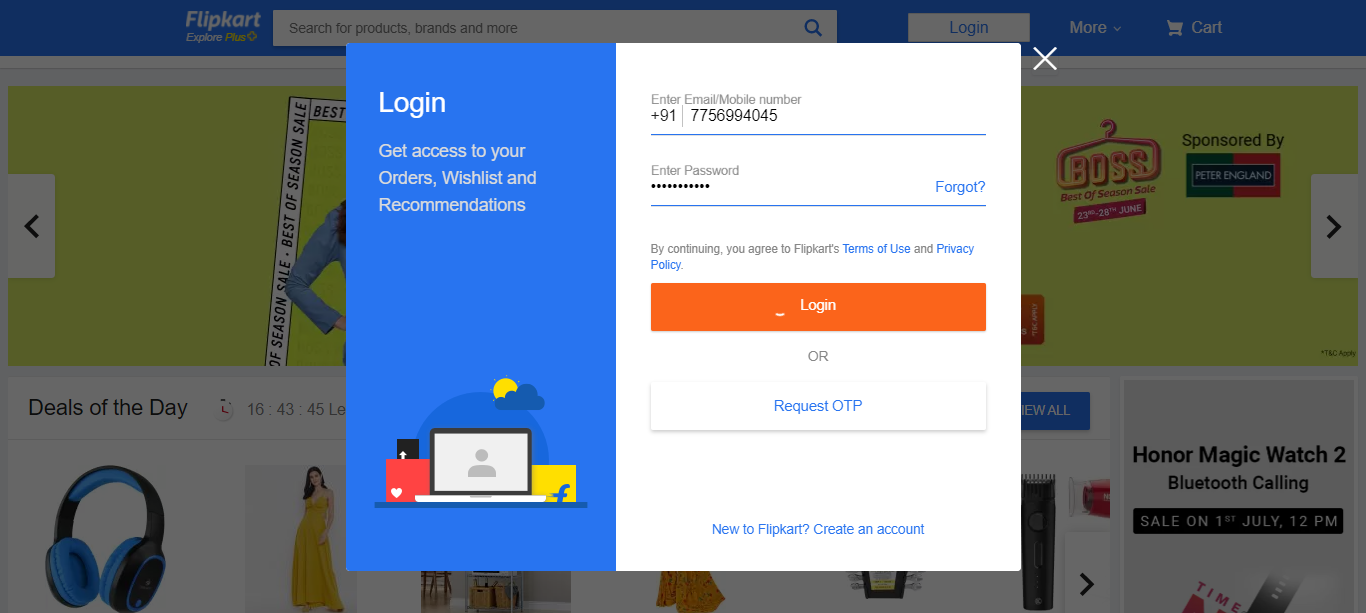 Flipkart
Explore Plus
Search for products, brands and more
Login
More
Cart
Login
Get access to your
Orders, Wishlist and
Recommendations
Enter Email/Mobile number
+91 7756994045
Enter Password
•••••••••••
Forgot?
By continuing, you agree to Flipkart's Terms of Use and Privacy
Policy.
Login
OR
Request OTP
New to Flipkart? Create an account
BEST
OF SEASON SALE • BEST OF SEASON SALE
BOSS
Best Of Season Sale
23RD-28TH JUNE
Sponsored By
PETER ENGLAND
*T&C APPLY
*T&C Apply
Deals of the Day
16 : 43 : 45 Le
IEW ALL
Honor Magic Watch 2
Bluetooth Calling
SALE ON 1ST JULY, 12 PM
TIME